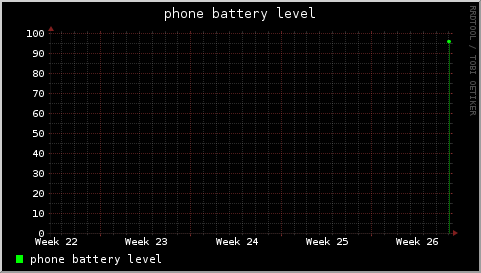 phone battery level
RRDTOOL / TOBI OETIKER
100
90
80
70
60
50
40
30
20
10
0
Week 22 Week 23 Week 24 Week 25 Week 26
phone battery level